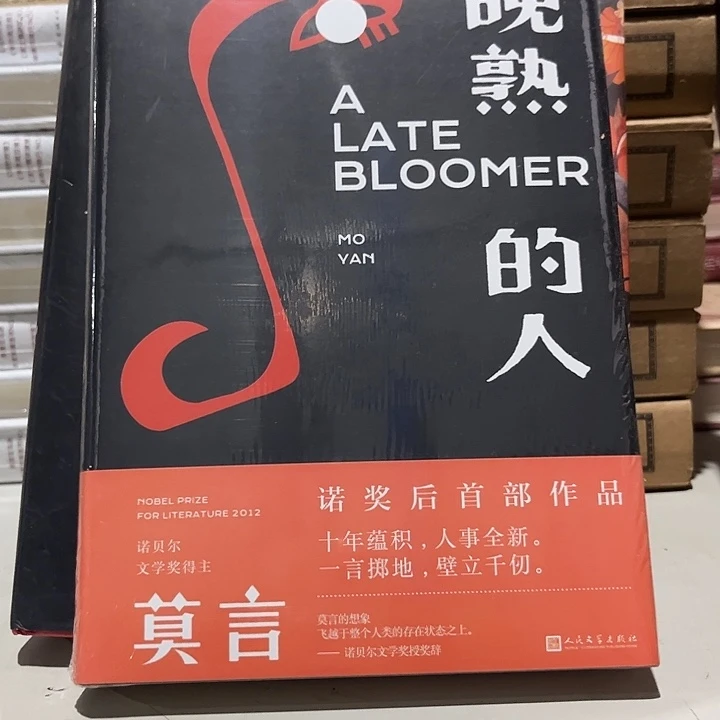 晚熟
的
人
A
LATE
BLOOMER
MO
YAN
NOBEL PRIZE
FOR LITERATURE 2012
诺贝尔
文学奖得主
莫言
诺奖后首部作品
十年蕴积，人事全新。
一言掷地，壁立千仞。
莫言的想象
飞越于整个人类的存在状态之上。
——诺贝尔文学奖授奖辞
人民文学出版社